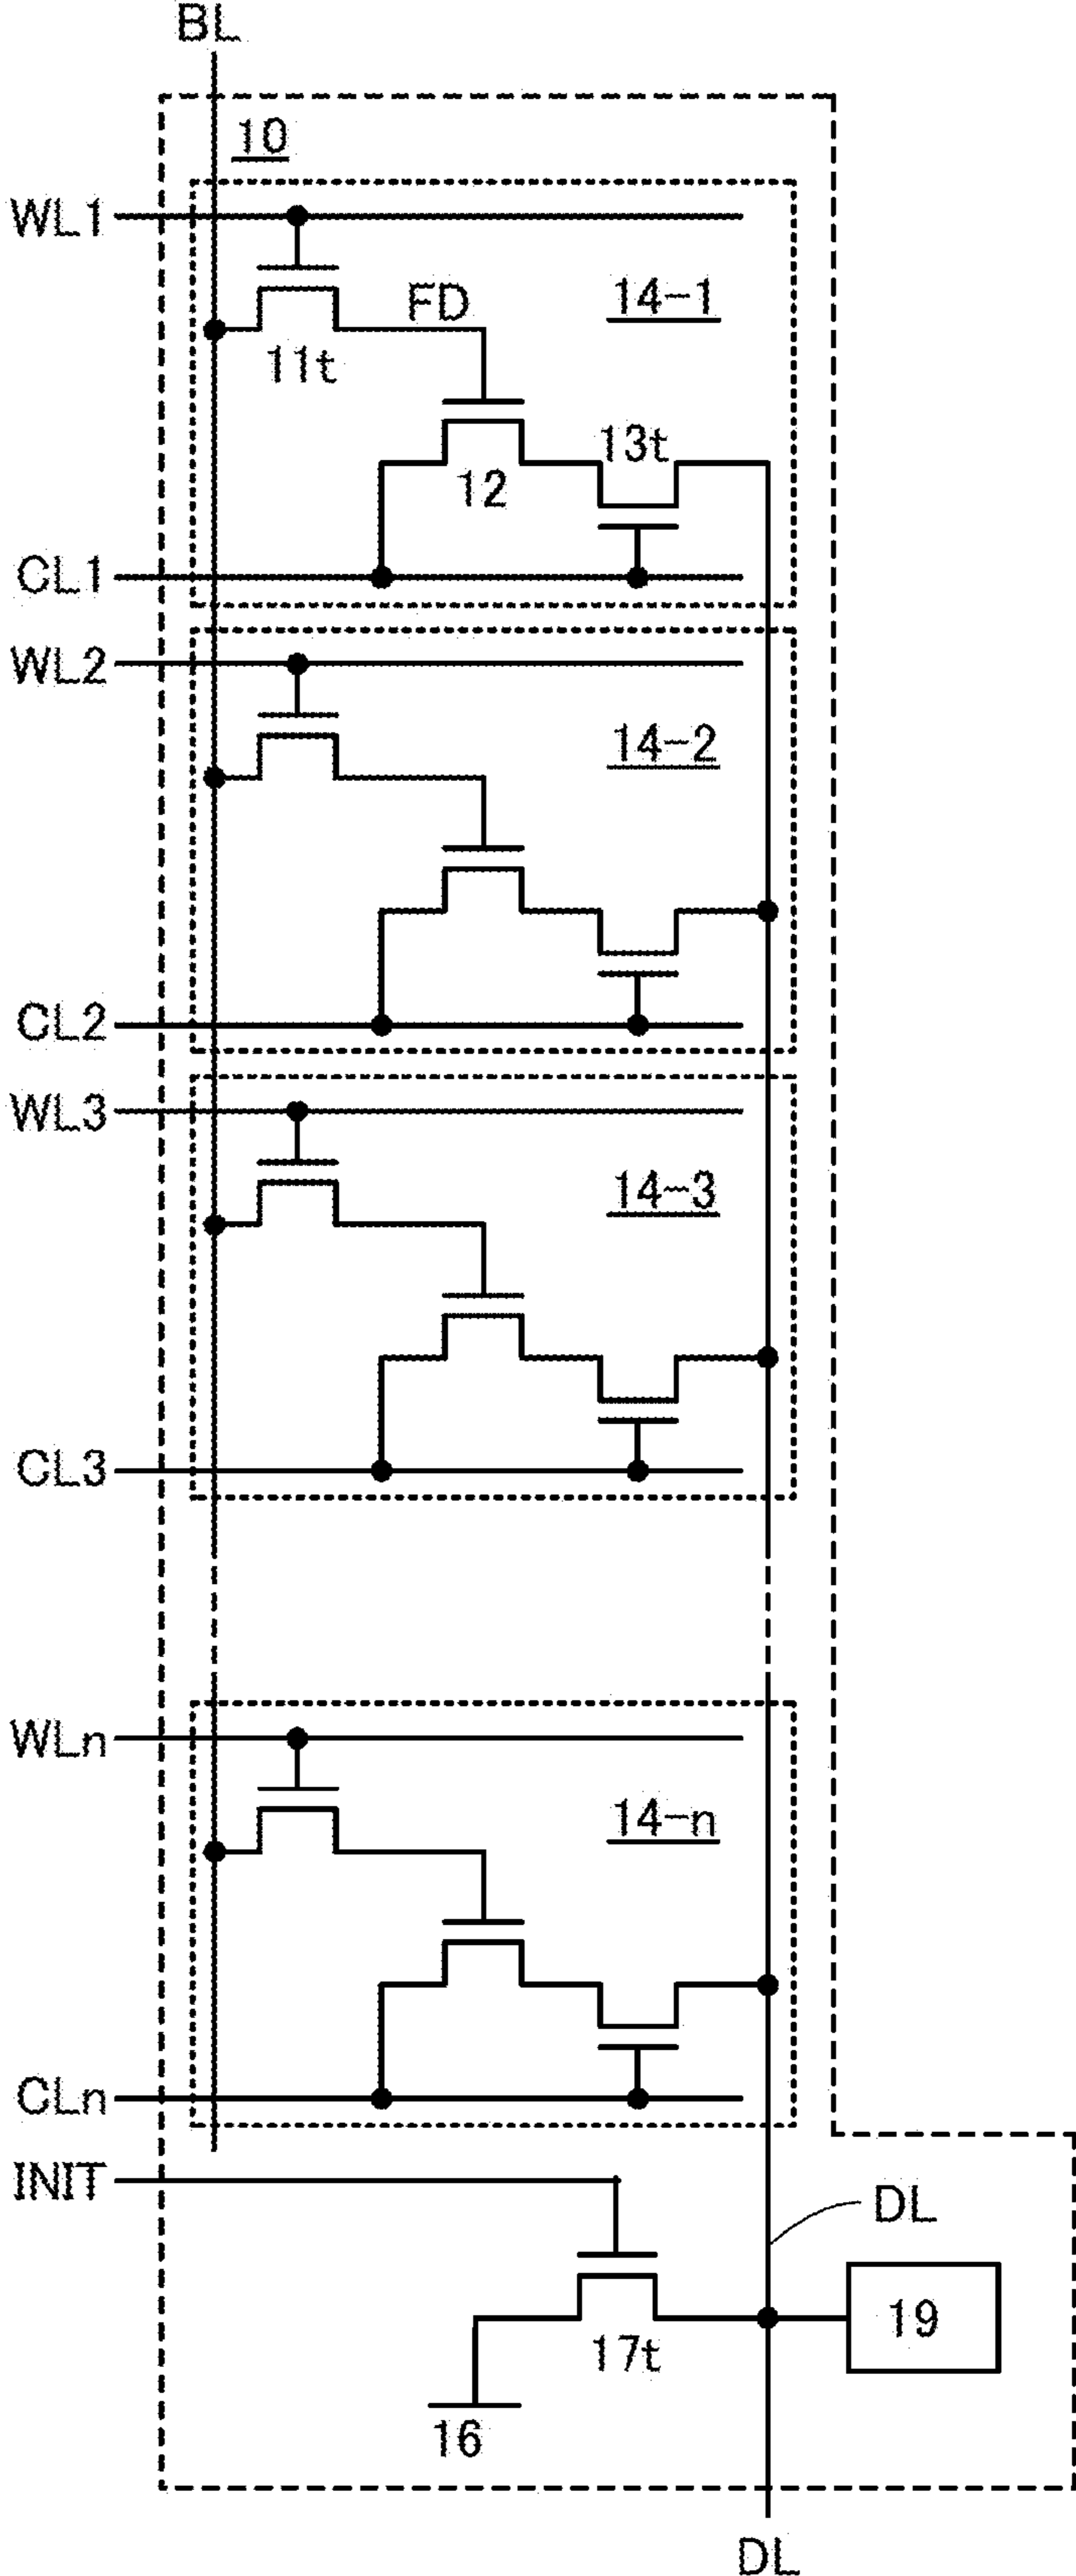 BL
10
WL1
FD
14-1
11t
13t
12
CL1
WL2
14-2
CL2
WL3
14-3
CL3
WLn
14-n
CLn
INIT
DL
19
17t
16
DL